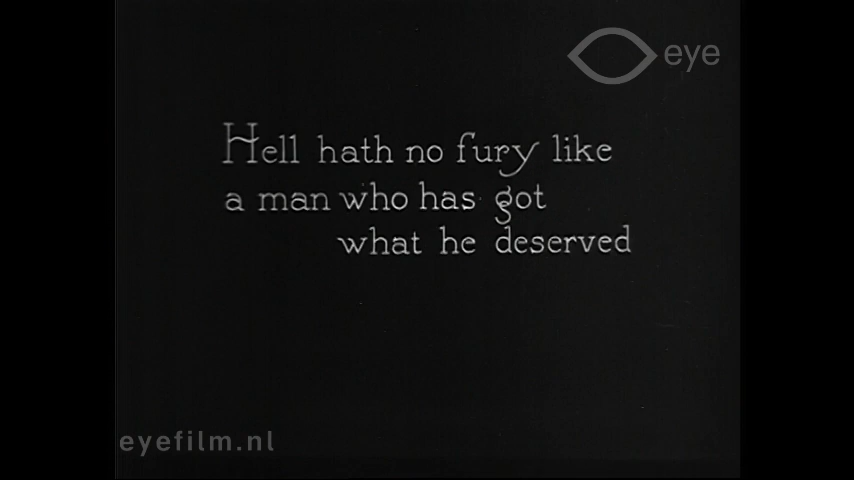 eye
Hell hath no fury like
a man who has got
what he deserved
eyefilm.nl